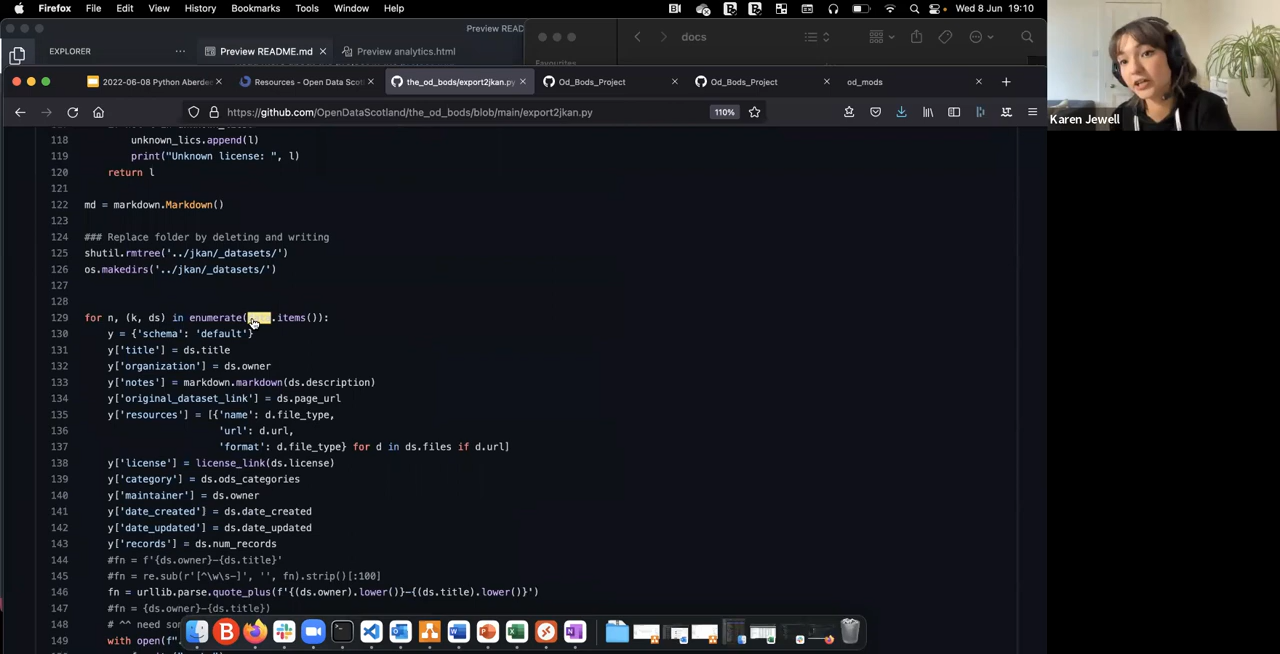 Firefox File Edit View History Bookmarks Tools Window Help Wed 8 Jun 19:10
EXPLORER Preview README.md Preview analytics.html Preview READ docs
Favourites
2022-06-08 Python Aberde Resources - Open Data Scot the_od_bods/export2jkan.py Od_Bods_Project Od_Bods_Project od_mods
https://github.com/OpenDataScotland/the_od_bods/blob/main/export2jkan.py 110%
Karen Jewell
118 unknown_lics.append(l)
119 print("Unknown license: ", l)
120 return l
121
122 md = markdown.Markdown()
123
124 ### Replace folder by deleting and writing
125 shutil.rmtree('../jkan/_datasets/')
126 os.makedirs('../jkan/_datasets/')
127
128
129 for n, (k, ds) in enumerate( .items()):
130 y = {'schema': 'default'}
131 y['title'] = ds.title
132 y['organization'] = ds.owner
133 y['notes'] = markdown.markdown(ds.description)
134 y['original_dataset_link'] = ds.page_url
135 y['resources'] = [{'name': d.file_type,
136 'url': d.url,
137 'format': d.file_type} for d in ds.files if d.url]
138 y['license'] = license_link(ds.license)
139 y['category'] = ds.ods_categories
140 y['maintainer'] = ds.owner
141 y['date_created'] = ds.date_created
142 y['date_updated'] = ds.date_updated
143 y['records'] = ds.num_records
144 #fn = f'{ds.owner}-{ds.title}'
145 #fn = re.sub(r'[^\w\s-]', '', fn).strip()[:100]
146 fn = urllib.parse.quote_plus(f'{(ds.owner).lower()}-{(ds.title).lower()}')
147 #fn = {ds.owner}-{ds.title})
148 # ^^ need som
149 with open(f".